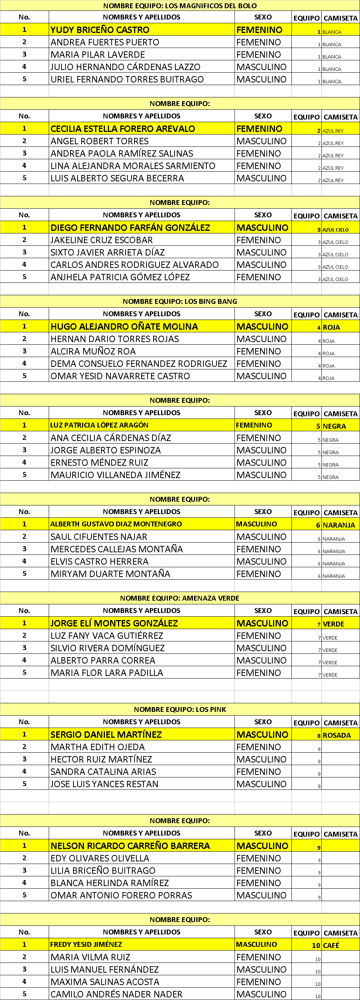 NOMBRE EQUIPO: LOS MAGNIFICOS DEL BOLO
No. NOMBRES Y APELLIDOS SEXO EQUIPO CAMISETA
1 YUDY BRICEÑO CASTRO FEMENINO 1 BLANCA
2 ANDREA FUERTES PUERTO FEMENINO 1 BLANCA
3 MARIA PILAR LAVERDE FEMENINO 1 BLANCA
4 JULIO HERNANDO CÁRDENAS LAZZO MASCULINO 1 BLANCA
5 URIEL FERNANDO TORRES BUITRAGO MASCULINO 1 BLANCA
NOMBRE EQUIPO:
No. NOMBRES Y APELLIDOS SEXO EQUIPO CAMISETA
1 CECILIA ESTELLA FORERO AREVALO FEMENINO 2 AZUL REY
2 ANGEL ROBERT TORRES MASCULINO 2 AZUL REY
3 ANDREA PAOLA RAMÍREZ SALINAS FEMENINO 2 AZUL REY
4 LINA ALEJANDRA MORALES SARMIENTO FEMENINO 2 AZUL REY
5 LUIS ALBERTO SEGURA BECERRA MASCULINO 2 AZUL REY
NOMBRE EQUIPO:
No. NOMBRES Y APELLIDOS SEXO EQUIPO CAMISETA
1 DIEGO FERNANDO FARFÁN GONZÁLEZ MASCULINO 3 AZUL CIELO
2 JAKELINE CRUZ ESCOBAR FEMENINO 3 AZUL CIELO
3 SIXTO JAVIER ARRIETA DÍAZ MASCULINO 3 AZUL CIELO
4 CARLOS ANDRES RODRIGUEZ ALVARADO MASCULINO 3 AZUL CIELO
5 ANJHELA PATRICIA GÓMEZ LÓPEZ FEMENINO 3 AZUL CIELO
NOMBRE EQUIPO: LOS BING BANG
No. NOMBRES Y APELLIDOS SEXO EQUIPO CAMISETA
1 HUGO ALEJANDRO OÑATE MOLINA MASCULINO 4 ROJA
2 HERNAN DARIO TORRES ROJAS MASCULINO 4 ROJA
3 ALCIRA MUÑOZ ROA FEMENINO 4 ROJA
4 DEMA CONSUELO FERNANDEZ RODRIGUEZ FEMENINO 4 ROJA
5 OMAR YESID NAVARRETE CASTRO MASCULINO 4 ROJA
NOMBRE EQUIPO:
No. NOMBRES Y APELLIDOS SEXO EQUIPO CAMISETA
1 LUZ PATRICIA LÓPEZ ARAGÓN FEMENINO 5 NEGRA
2 ANA CECILIA CÁRDENAS DÍAZ FEMENINO 5 NEGRA
3 JORGE ALBERTO ESPINOZA MASCULINO 5 NEGRA
4 ERNESTO MÉNDEZ RUIZ MASCULINO 5 NEGRA
5 MAURICIO VILLANEDA JIMÉNEZ MASCULINO 5 NEGRA
NOMBRE EQUIPO:
No. NOMBRES Y APELLIDOS SEXO EQUIPO CAMISETA
1 ALBERTH GUSTAVO DIAZ MONTENEGRO MASCULINO 6 NARANJA
2 SAUL CIFUENTES NAJAR MASCULINO 6 NARANJA
3 MERCEDES CALLEJAS MONTAÑA FEMENINO 6 NARANJA
4 ELVIS CASTRO HERRERA MASCULINO 6 NARANJA
5 MIRYAM DUARTE MONTAÑA FEMENINO 6 NARANJA
NOMBRE EQUIPO: AMENAZA VERDE
No. NOMBRES Y APELLIDOS SEXO EQUIPO CAMISETA
1 JORGE ELÍ MONTES GONZÁLEZ MASCULINO 7 VERDE
2 LUZ FANY VACA GUTIÉRREZ FEMENINO 7 VERDE
3 SILVIO RIVERA DOMÍNGUEZ MASCULINO 7 VERDE
4 ALBERTO PARRA CORREA MASCULINO 7 VERDE
5 MARIA FLOR LARA PADILLA FEMENINO 7 VERDE
NOMBRE EQUIPO: LOS PINK
No. NOMBRES Y APELLIDOS SEXO EQUIPO CAMISETA
1 SERGIO DANIEL MARTÍNEZ MASCULINO 8 ROSADA
2 MARTHA EDITH OJEDA FEMENINO 8
3 HECTOR RUIZ MARTÍNEZ MASCULINO 8
4 SANDRA CATALINA ARIAS FEMENINO 8
5 JOSE LUIS YANCES RESTAN MASCULINO 8
NOMBRE EQUIPO:
No. NOMBRES Y APELLIDOS SEXO EQUIPO CAMISETA
1 NELSON RICARDO CARREÑO BARRERA MASCULINO 9
2 EDY OLIVARES OLIVELLA FEMENINO 9
3 LILIA BRICEÑO BUITRAGO FEMENINO 9
4 BLANCA HERLINDA RAMÍREZ FEMENINO 9
5 OMAR ANTONIO FORERO PORRAS MASCULINO 9
NOMBRE EQUIPO:
No. NOMBRES Y APELLIDOS SEXO EQUIPO CAMISETA
1 FREDY YESID JIMÉNEZ MASCULINO 10 CAFÉ
2 MARIA VILMA RUIZ FEMENINO 10
3 LUIS MANUEL FERNÁNDEZ MASCULINO 10
4 MAXIMA SALINAS ACOSTA FEMENINO 10
5 CAMILO ANDRÉS NADER NADER MASCULINO 10